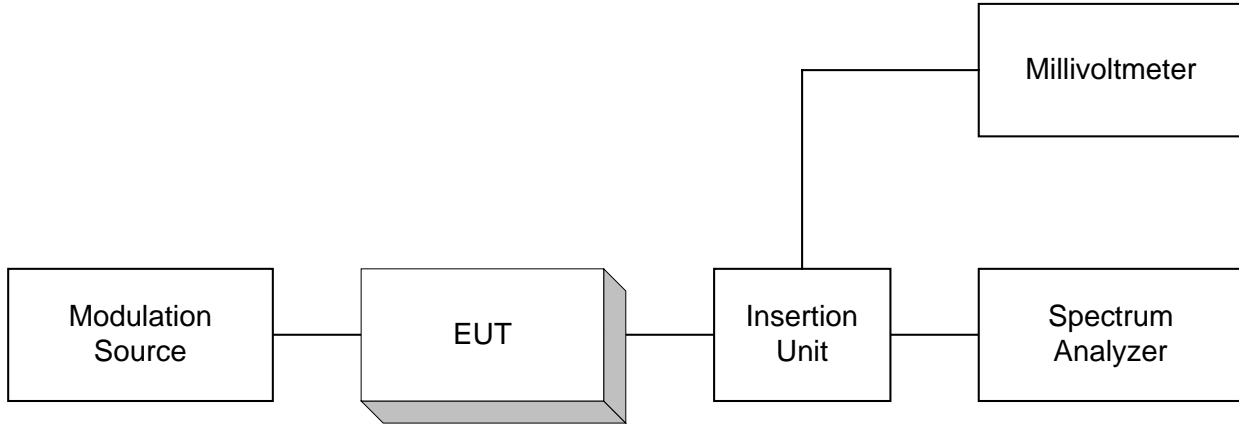 Millivoltmeter
Modulation
Source
EUT
Insertion
Unit
Spectrum
Analyzer